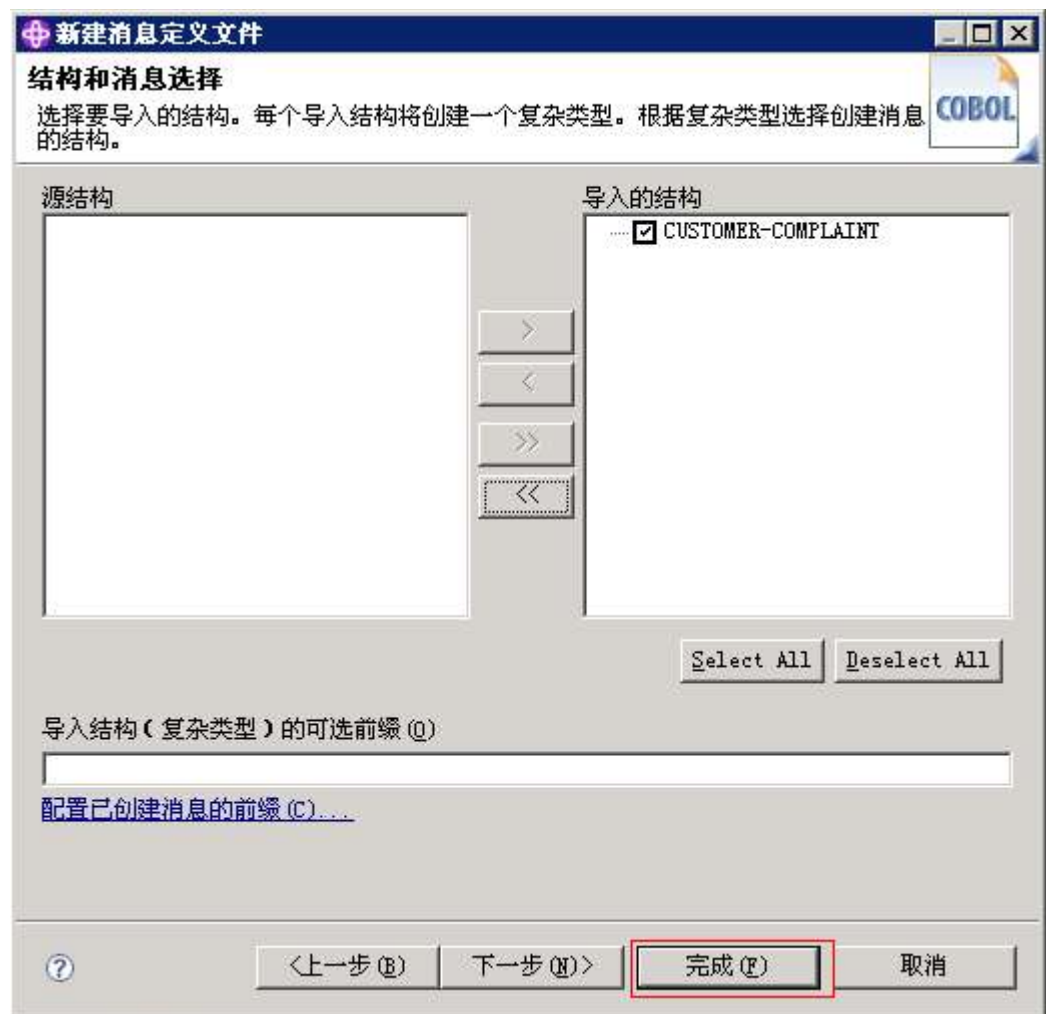 新建消息定义文件
结构和消息选择
选择要导入的结构。每个导入结构将创建一个复杂类型。根据复杂类型选择创建消息
的结构。
COBOL
源结构
导入的结构
CUSTOMER-COMPLAINT
>
<
>>
<<
Select All
Deselect All
导入结构(复杂类型)的可选前缀(O)
配置已创建消息的前缀(C)...
?
<上一步(B)
下一步(N)>
完成(F)
取消